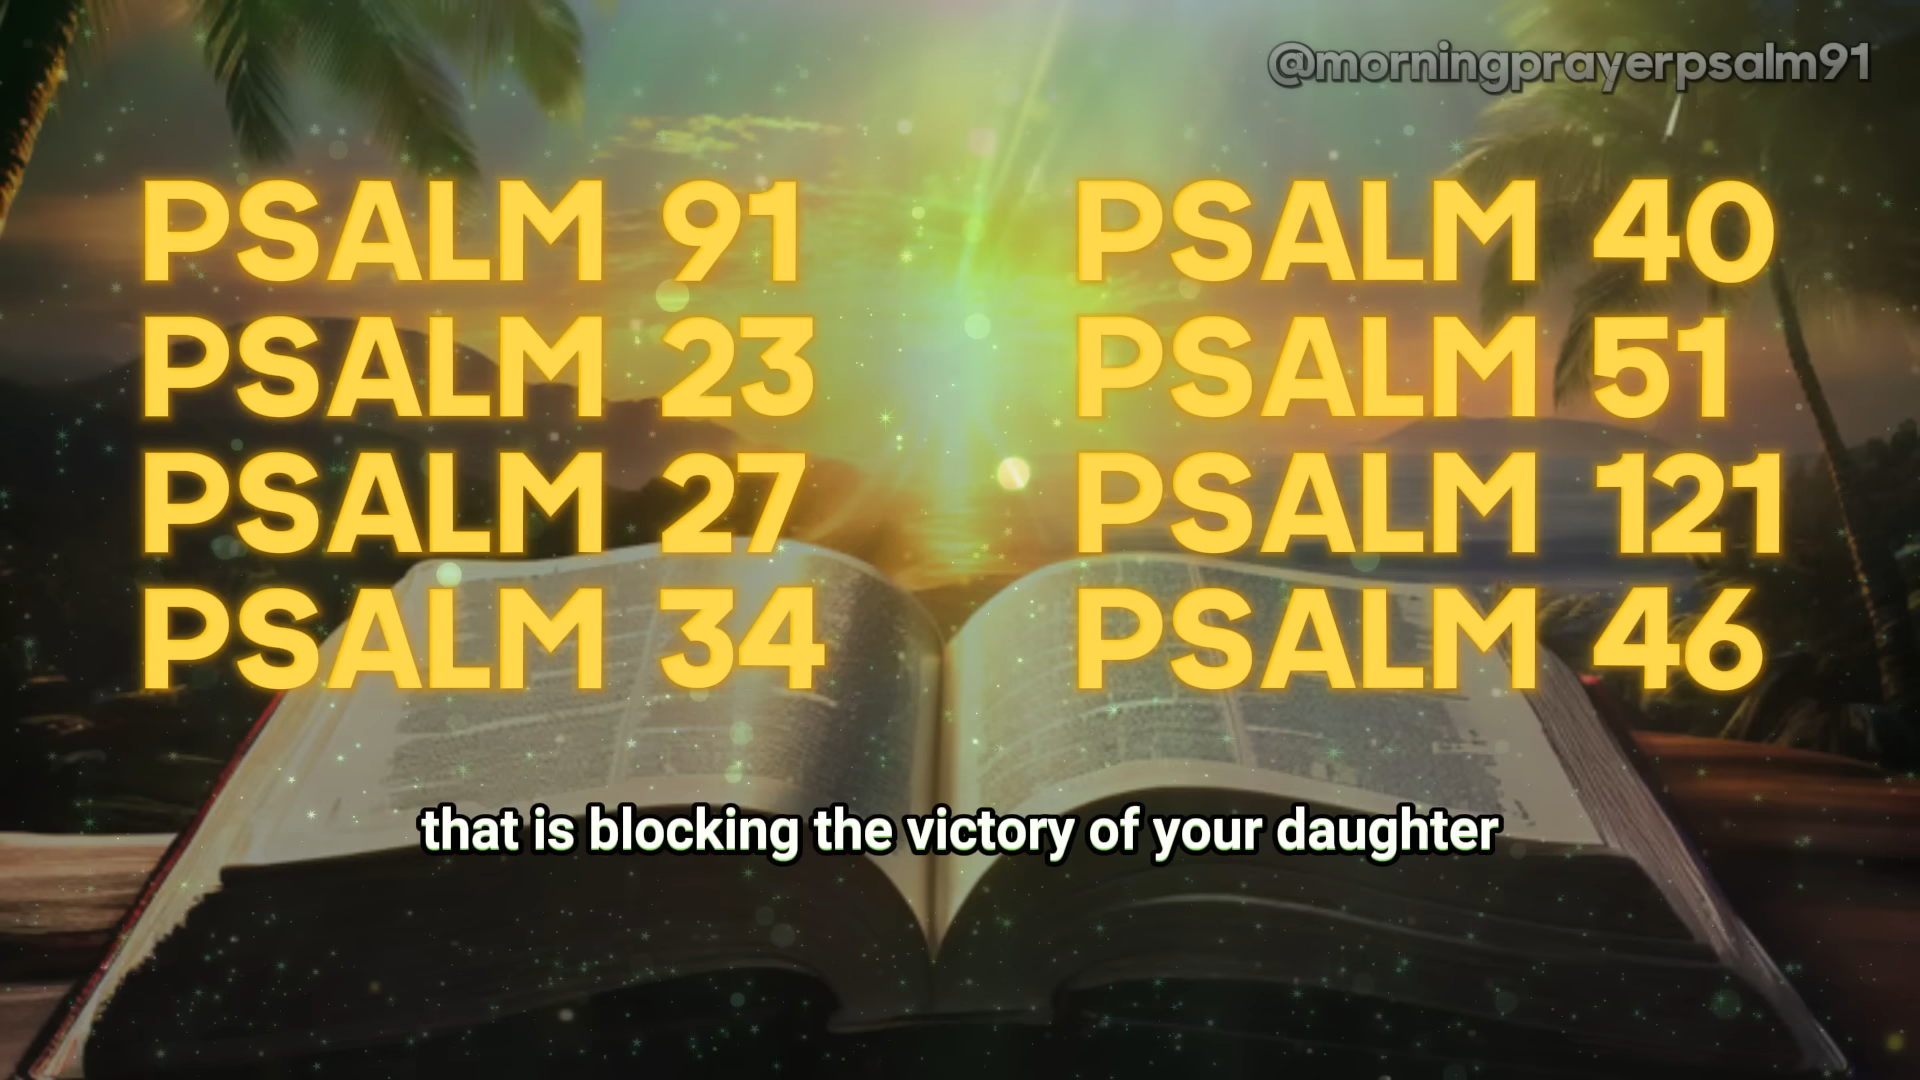 @morningprayerpsalm91
PSALM 91
PSALM 23
PSALM 27
PSALM 34
PSALM 40
PSALM 51
PSALM 121
PSALM 46
that is blocking the victory of your daughter